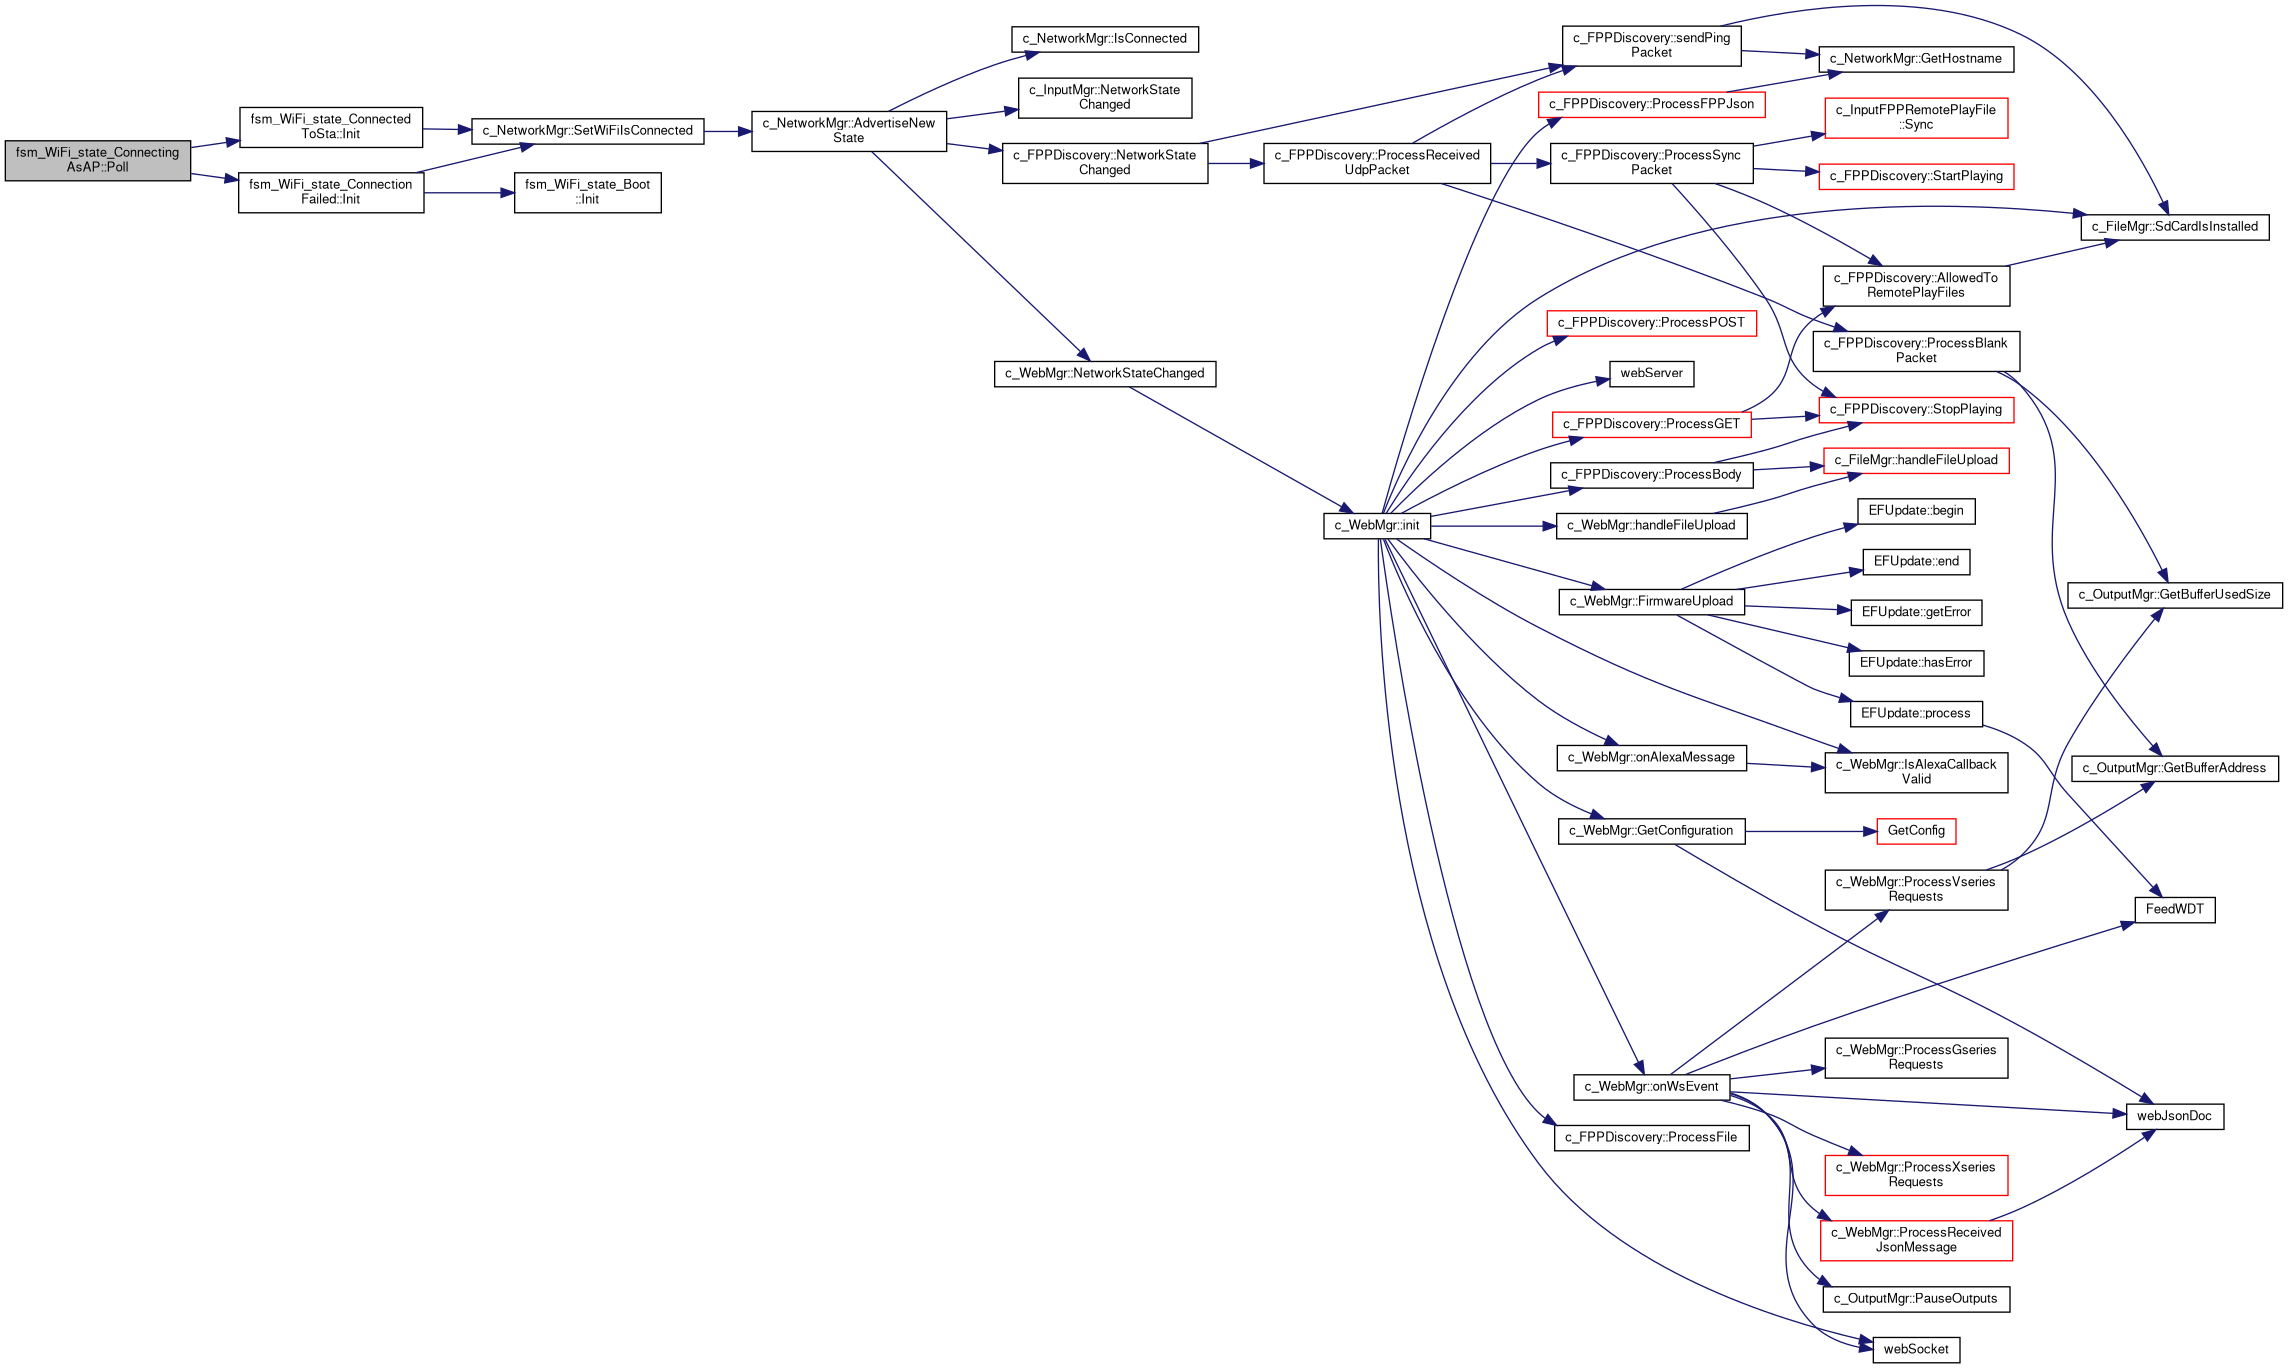 fsm_WiFi_state_Connecting
AsAP::Poll
fsm_WiFi_state_Connected
ToSta::Init
fsm_WiFi_state_Connection
Failed::Init
c_NetworkMgr::SetWiFiIsConnected
fsm_WiFi_state_Boot
::Init
c_NetworkMgr::AdvertiseNew
State
c_NetworkMgr::IsConnected
c_InputMgr::NetworkState
Changed
c_FPPDiscovery::NetworkState
Changed
c_WebMgr::NetworkStateChanged
c_FPPDiscovery::ProcessReceived
UdpPacket
c_WebMgr::init
c_FPPDiscovery::sendPing
Packet
c_FPPDiscovery::ProcessFPPJson
c_FPPDiscovery::ProcessSync
Packet
c_FPPDiscovery::ProcessPOST
webServer
c_FPPDiscovery::ProcessGET
c_FPPDiscovery::ProcessBody
c_WebMgr::handleFileUpload
c_WebMgr::FirmwareUpload
c_WebMgr::onAlexaMessage
c_WebMgr::GetConfiguration
c_WebMgr::onWsEvent
c_FPPDiscovery::ProcessFile
c_NetworkMgr::GetHostname
c_InputFPPRemotePlayFile
::Sync
c_FPPDiscovery::StartPlaying
c_FPPDiscovery::AllowedTo
RemotePlayFiles
c_FPPDiscovery::ProcessBlank
Packet
c_FPPDiscovery::StopPlaying
c_FileMgr::handleFileUpload
EFUpdate::begin
EFUpdate::end
EFUpdate::getError
EFUpdate::hasError
EFUpdate::process
c_WebMgr::IsAlexaCallback
Valid
GetConfig
c_WebMgr::ProcessVseries
Requests
c_WebMgr::ProcessGseries
Requests
c_WebMgr::ProcessXseries
Requests
c_WebMgr::ProcessReceived
JsonMessage
c_OutputMgr::PauseOutputs
webSocket
c_FileMgr::SdCardIsInstalled
c_OutputMgr::GetBufferUsedSize
c_OutputMgr::GetBufferAddress
FeedWDT
webJsonDoc